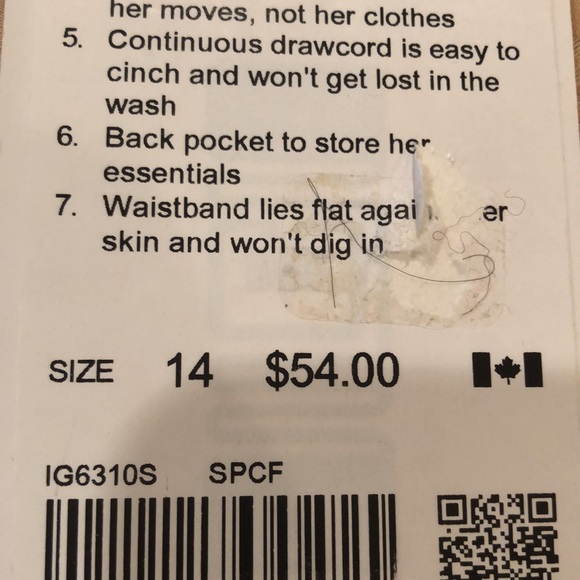 her moves, not her clothes
5. Continuous drawcord is easy to
cinch and won't get lost in the
wash
6. Back pocket to store her
essentials
7. Waistband lies flat
skin and won't dig in
SIZE 14 $54.00
IG6310S SPCF